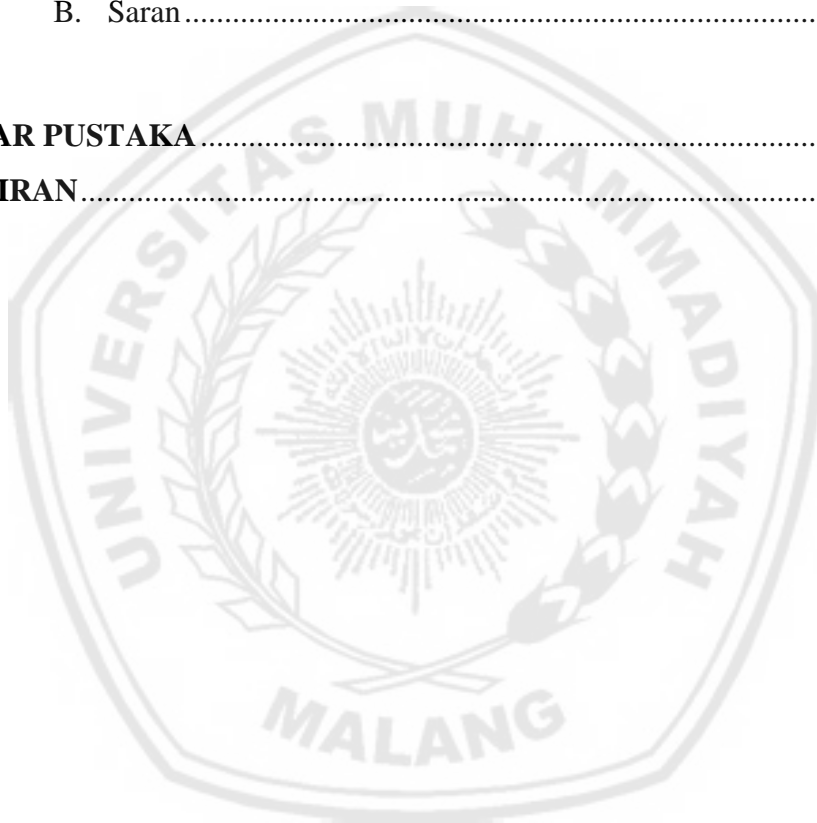 B. Saran ........................................................................................................
AR PUSTAKA ........................................................................................................
IRAN ........................................................................................................
UNIVERSITAS MUHAMMADIYAH
MALANG